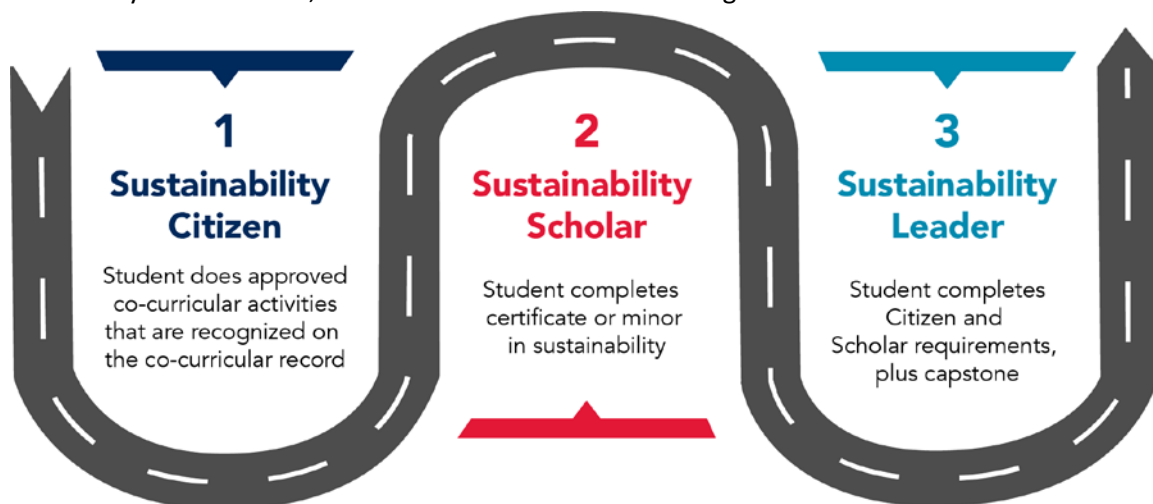 1
Sustainability
Citizen
Student does approved
co-curricular activities
that are recognized on
the co-curricular record
2
Sustainability
Scholar
Student completes
certificate or minor
in sustainability
3
Sustainability
Leader
Student completes
Citizen and
Scholar requirements,
plus capstone